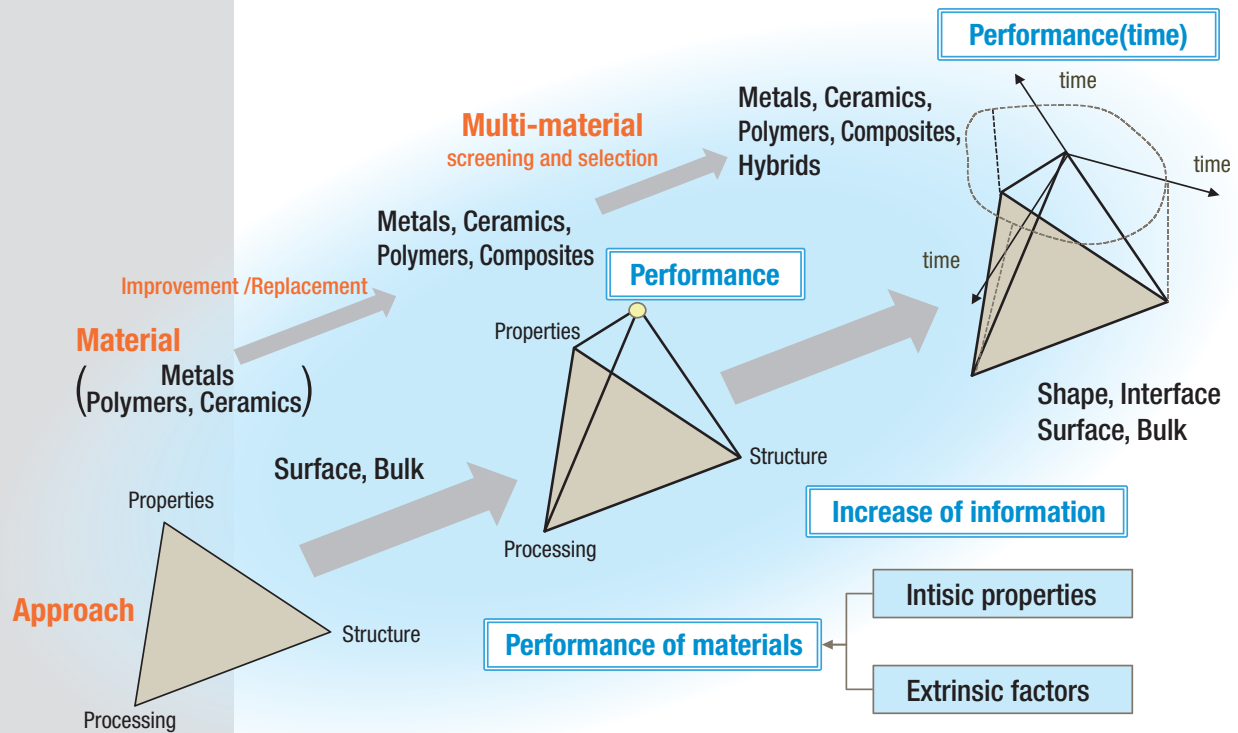 Performance(time)
time
time
time
Metals, Ceramics,
Polymers, Composites,
Hybrids
Multi-material
screening and selection
Metals, Ceramics,
Polymers, Composites
Performance
Improvement /Replacement
Properties
Material
Metals
(Polymers, Ceramics)
Shape, Interface
Surface, Bulk
Structure
Surface, Bulk
Properties
Increase of information
Processing
Approach
Intisic properties
Structure
Performance of materials
Extrinsic factors
Processing